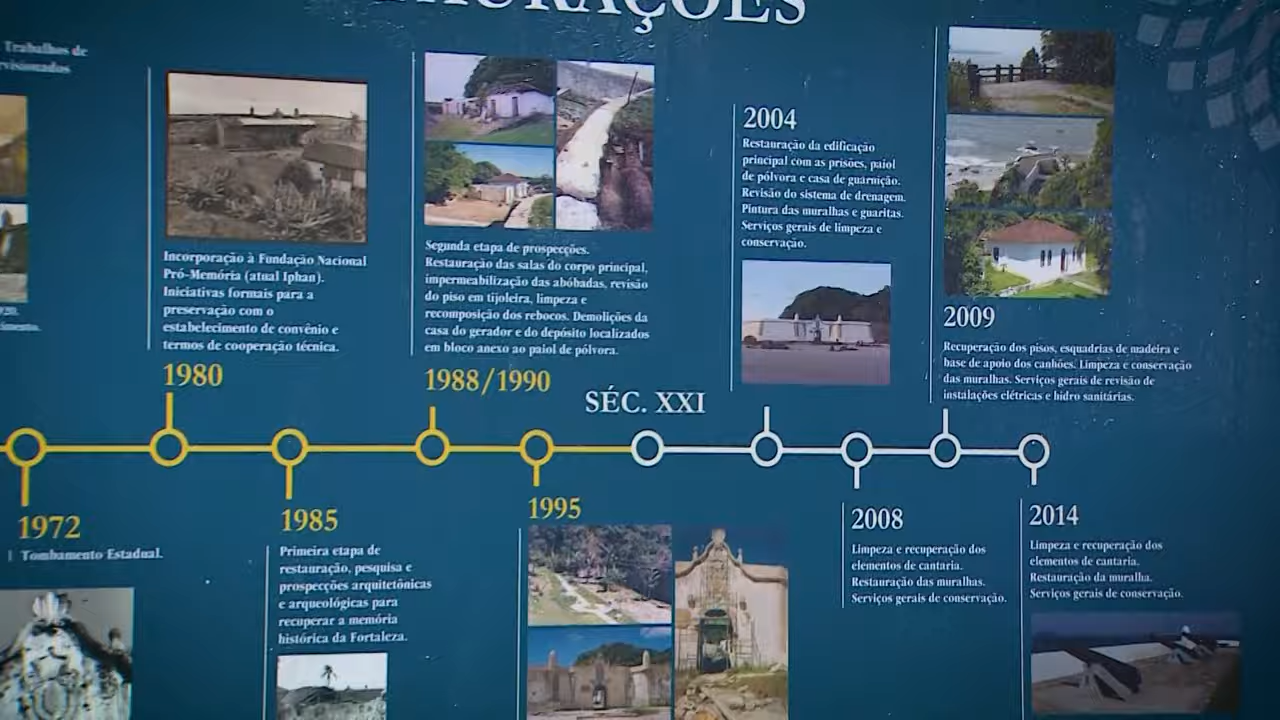 Trabalhos de
Incorporação à Fundação Nacional
Pró-Memória (atual Iphan).
Iniciativas formais para a
preservação com o
estabelecimento de convênio e
termos de cooperação técnica.
1980
Segunda etapa de prospecções.
Restauração das salas do corpo principal,
impermeabilização das abóbadas, revisão
do piso em tijoleira, limpeza e
recomposição dos rebocos. Demolições da
casa do gerador e do depósito localizados
em bloco anexo ao paiol de pólvora.
1988/1990
SÉC. XXI
2004
Restauração da edificação
principal com as prisões, paiol
de pólvora e casa de guarnição.
Revisão do sistema de drenagem.
Pintura das muralhas e guaritas.
Serviços gerais de limpeza e
conservação.
2009
Recuperação dos pisos, esquadrias de madeira e
base de apoio dos canhões. Limpeza e conservação
das muralhas. Serviços gerais de revisão de
instalações elétricas e hidro sanitárias.
1972
Tombamento Estadual.
1985
Primeira etapa de
restauração, pesquisa e
prospecções arquitetônicas
e arqueológicas para
recuperar a memória
histórica da Fortaleza.
1995
2008
Limpeza e recuperação dos
elementos de cantaria.
Restauração das muralhas.
Serviços gerais de conservação.
2014
Limpeza e recuperação dos
elementos de cantaria.
Restauração da muralha.
Serviços gerais de conservação.